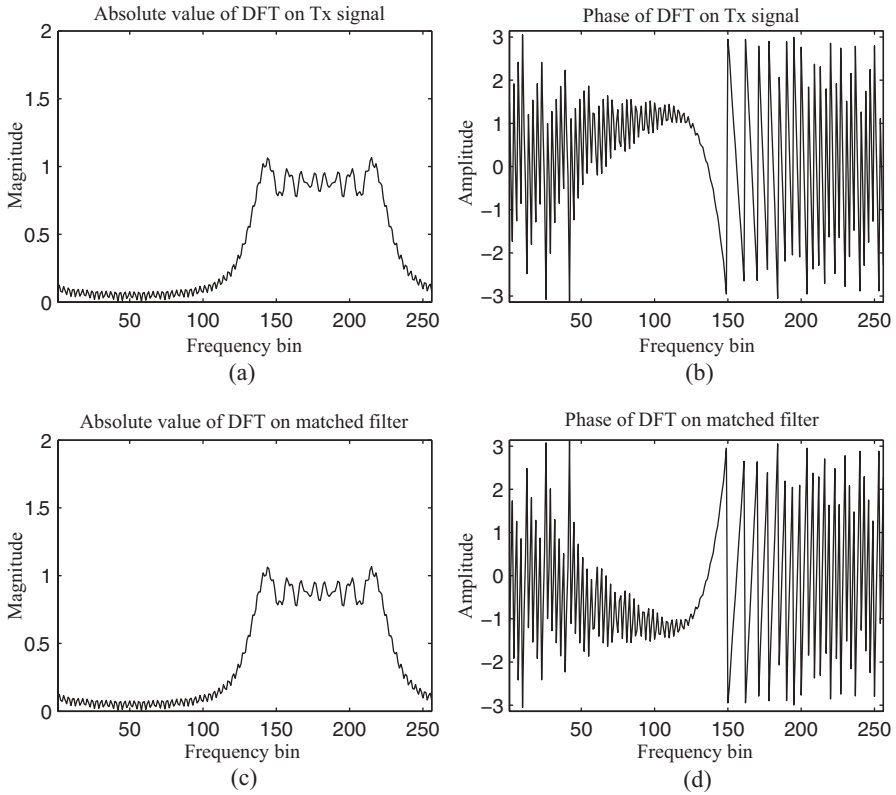 Absolute value of DFT on Tx signal
Magnitude
2
1.5
1
0.5
0
50 100 150 200 250
Frequency bin
(a)
Phase of DFT on Tx signal
Amplitude
3
2
1
0
−1
−2
−3
50 100 150 200 250
Frequency bin
(b)
Absolute value of DFT on matched filter
Magnitude
2
1.5
1
0.5
0
50 100 150 200 250
Frequency bin
(c)
Phase of DFT on matched filter
Amplitude
3
2
1
0
−1
−2
−3
50 100 150 200 250
Frequency bin
(d)